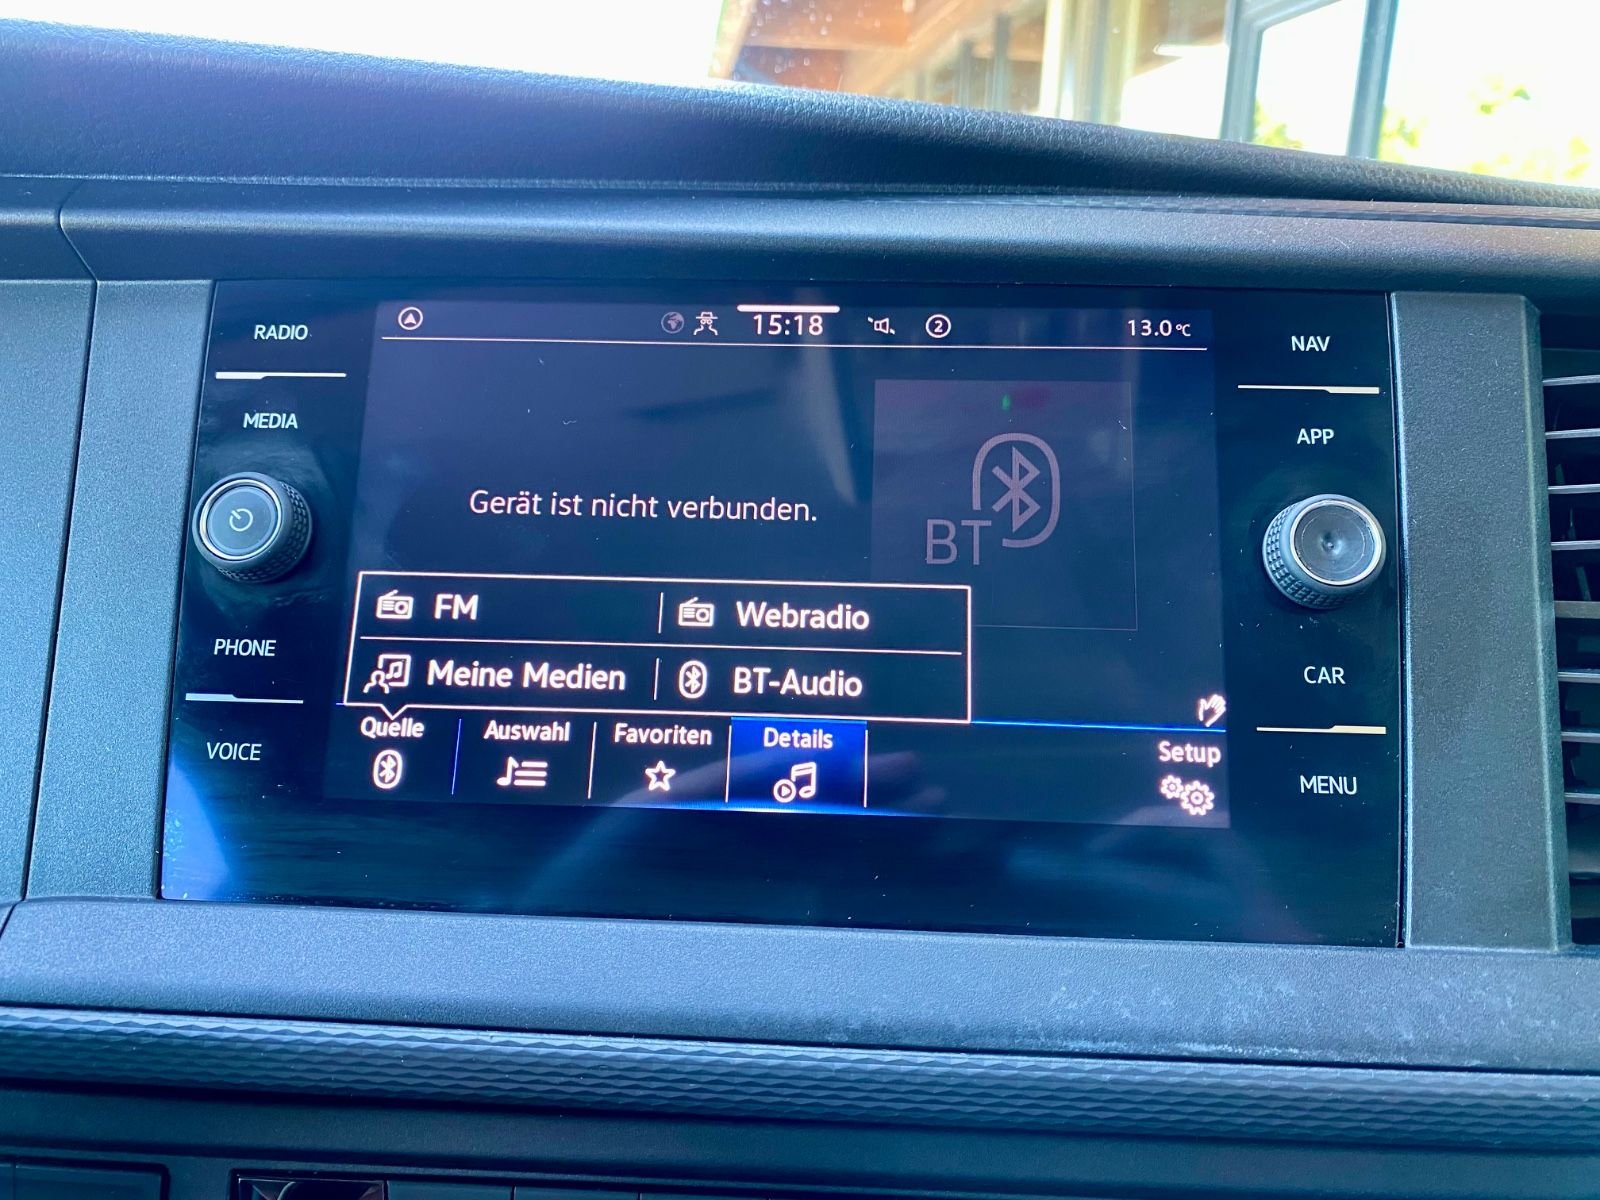 RADIO
MEDIA
PHONE
VOICE
15:18
2
13.0°C
Gerät ist nicht verbunden.
BT
FM
Webradio
Meine Medien
BT-Audio
Quelle
Auswahl
Favoriten
Details
Setup
NAV
APP
CAR
MENU